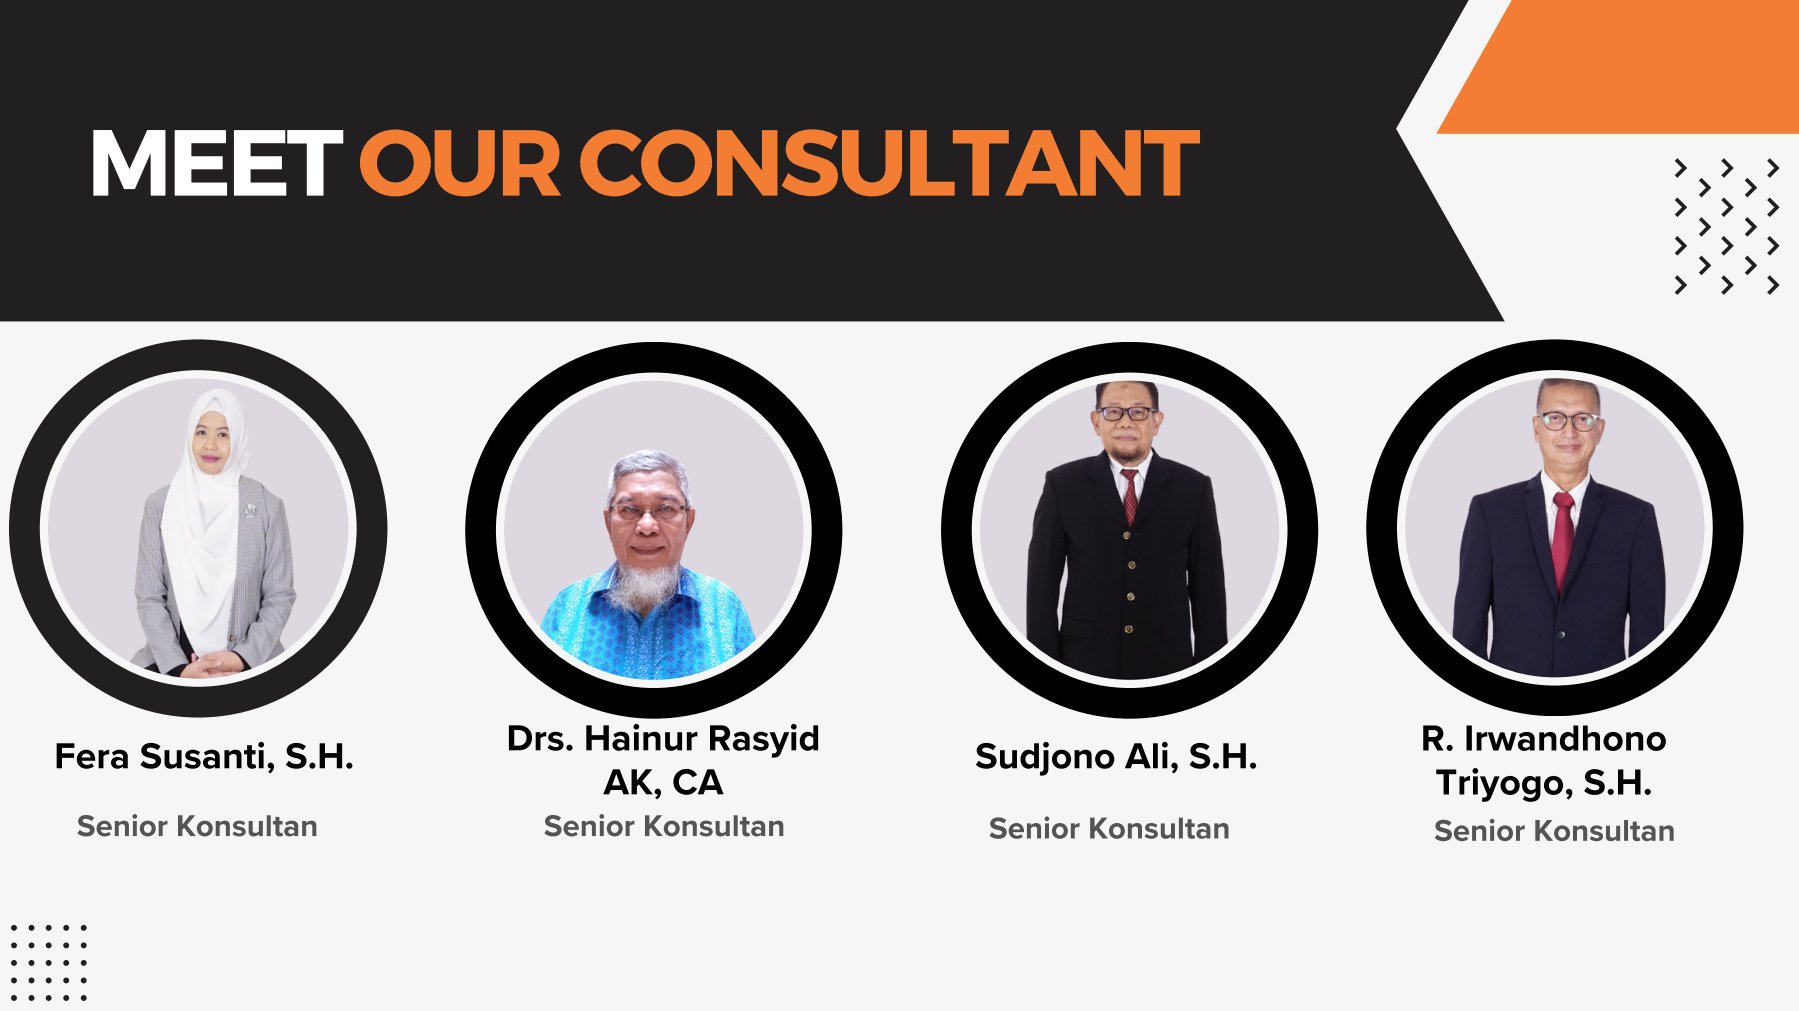 MEET OUR CONSULTANT
Fera Susanti, S.H.
Senior Konsultan
Drs. Hainur Rasyid
AK, CA
Senior Konsultan
Sudjono Ali, S.H.
Senior Konsultan
R. Irwandhono
Triyogo, S.H.
Senior Konsultan